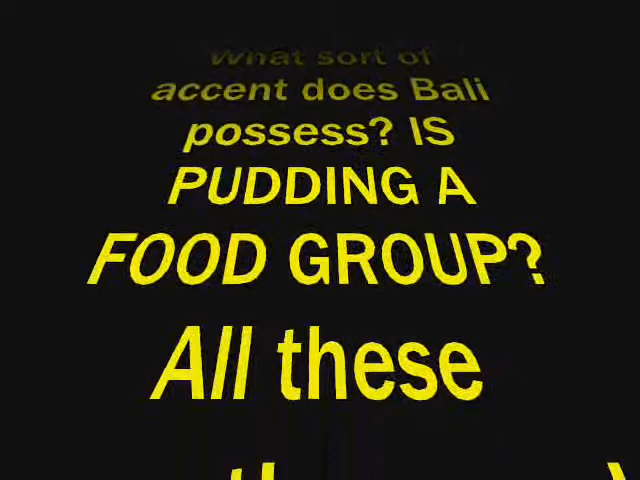 What sort of
accent does Bali
possess? IS
PUDDING A
FOOD GROUP?
All these